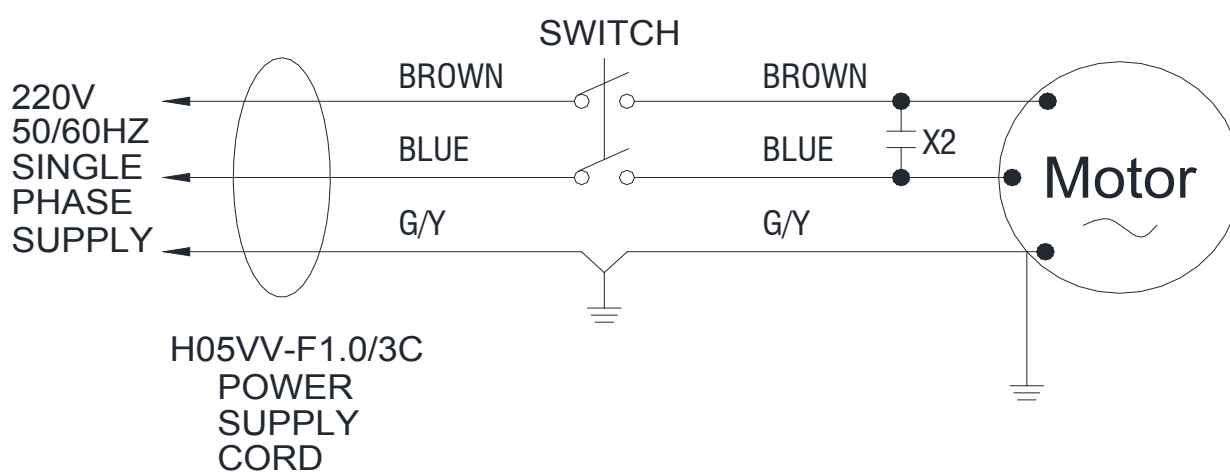 SWITCH
BROWN
BROWN
220V
50/60HZ
SINGLE
PHASE
SUPPLY
BLUE
BLUE
X2
Motor
G/Y
G/Y
H05VV-F1.0/3C
POWER
SUPPLY
CORD